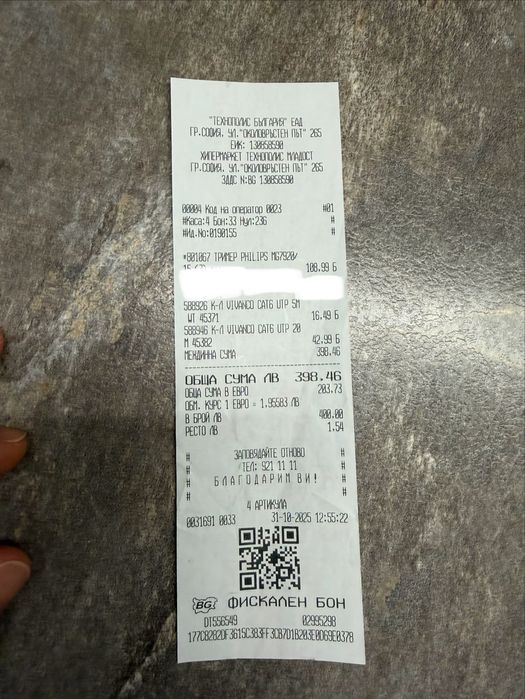 "ТЕХНОПОЛИС БЪЛГАРИЯ" ЕАД
ГР.СОФИЯ, УЛ."ОКОЛОВРЪСТЕН ПЪТ" 265
ЕИК: 130858590
ХИПЕРМАРКЕТ ТЕХНОПОЛИС МЛАДОСТ
ГР.СОФИЯ, УЛ."ОКОЛОВРЪСТЕН ПЪТ" 265
ЗДДС N:BG 130858590
00004 Код на оператор 0023 #01
#Каса:4 Бон:33 Нул:236 #
#Ид.No:0190155 #
*801067 ТРИМЕР PHILIPS MG7920/
108.99 Б
588926 К-Л VIVANCO CAT6 UTP 5M
WT 45371 16.49 Б
588946 К-Л VIVANCO CAT6 UTP 20
M 45382 42.99 Б
МЕЖДИННА СУМА 398.46
ОБЩА СУМА ЛВ 398.46
ОБЩА СУМА В ЕВРО 203.73
ОБМ. КУРС 1 ЕВРО = 1.95583 ЛВ
В БРОЙ ЛВ 400.00
РЕСТО ЛВ 1.54
# ЗАПОВЯДАЙТЕ ОТНОВО #
# ТЕЛ: 921 11 11 #
# БЛАГОДАРИМ ВИ! #
# #
4 АРТИКУЛА
0031691 0033 31-10-2025 12:55:22
BG ФИСКАЛЕН БОН
DT556549 02995298